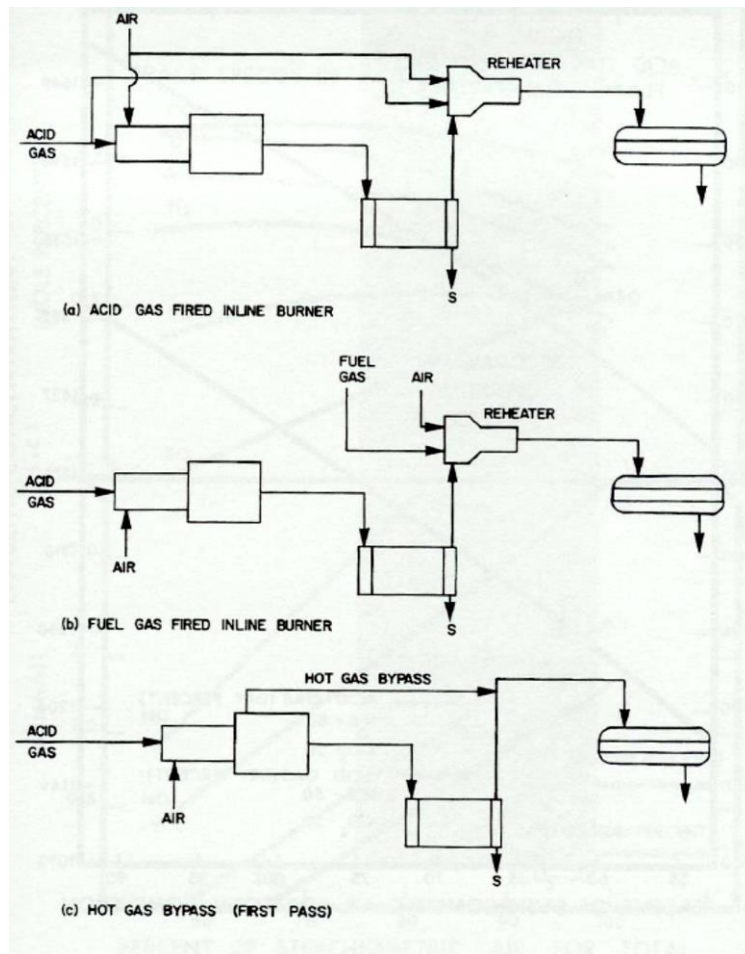 AIR
REHEATER
ACID
GAS
S
(a) ACID GAS FIRED INLINE BURNER
FUEL
GAS
AIR
REHEATER
ACID
GAS
AIR
S
(b) FUEL GAS FIRED INLINE BURNER
HOT GAS BYPASS
ACID
GAS
AIR
S
(c) HOT GAS BYPASS (FIRST PASS)